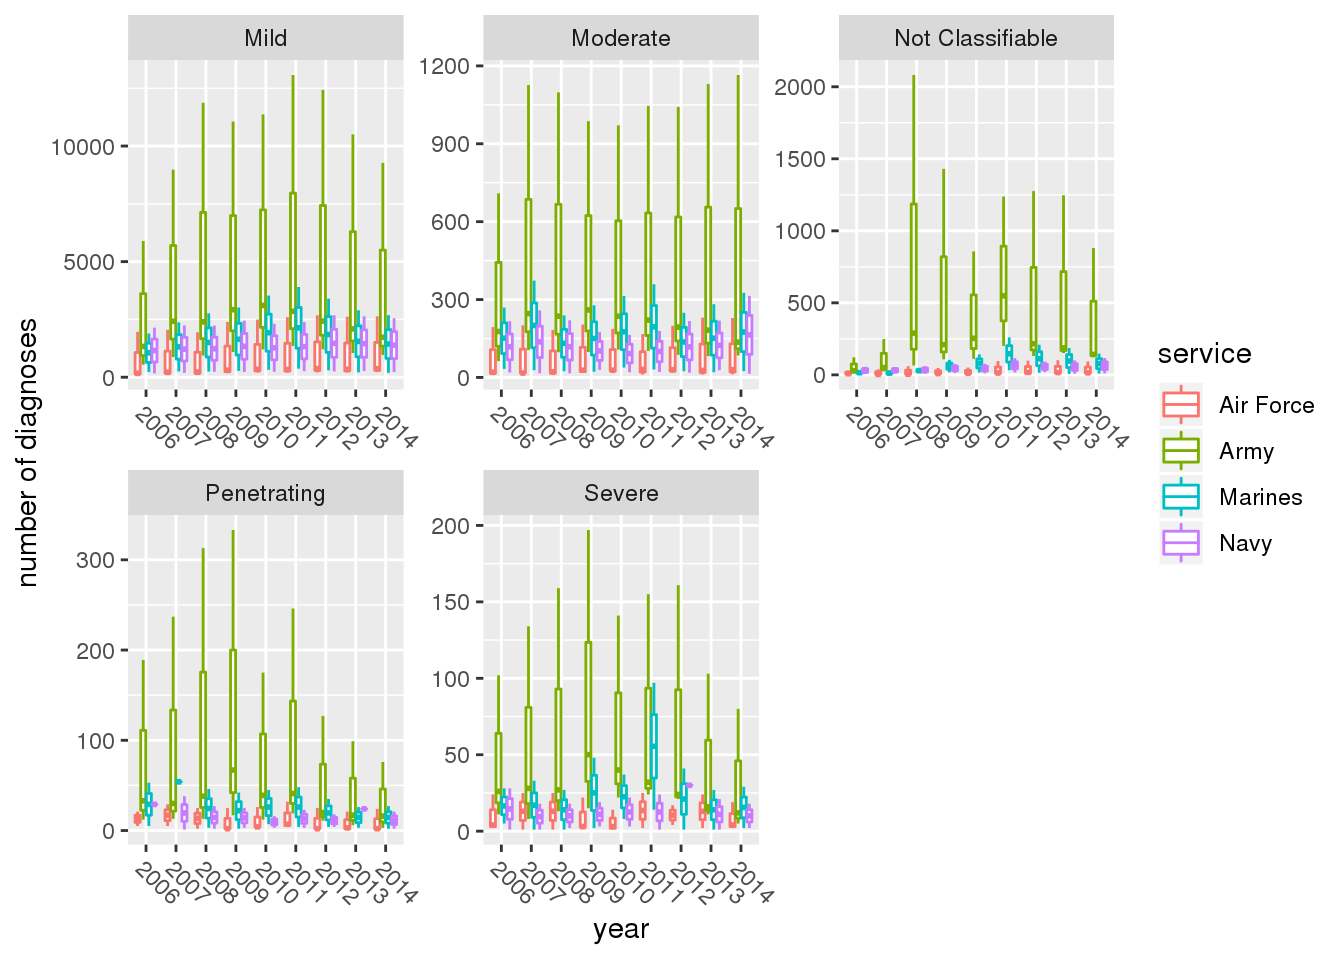 Mild
Moderate
Not Classifiable
10000
5000
0
1200
900
600
300
0
2000
1500
1000
500
0
2006 2007 2008 2009 2010 2011 2012 2013 2014
2006 2007 2008 2009 2010 2011 2012 2013 2014
2006 2007 2008 2009 2010 2011 2012 2013 2014
number of diagnoses
service
Air Force
Army
Marines
Navy
Penetrating
Severe
300
200
100
0
200
150
100
50
0
2006 2007 2008 2009 2010 2011 2012 2013 2014
2006 2007 2008 2009 2010 2011 2012 2013 2014
year